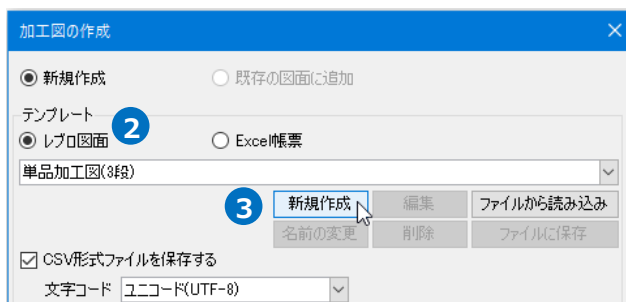 加工図の作成
新規作成 既存の図面に追加
テンプレート
レブロ図面 2 Excel帳票
単品加工図(3段)
3 新規作成 編集 ファイルから読み込み
名前の変更 削除 ファイルに保存
CSV形式ファイルを保存する
文字コード ユニコード(UTF-8)